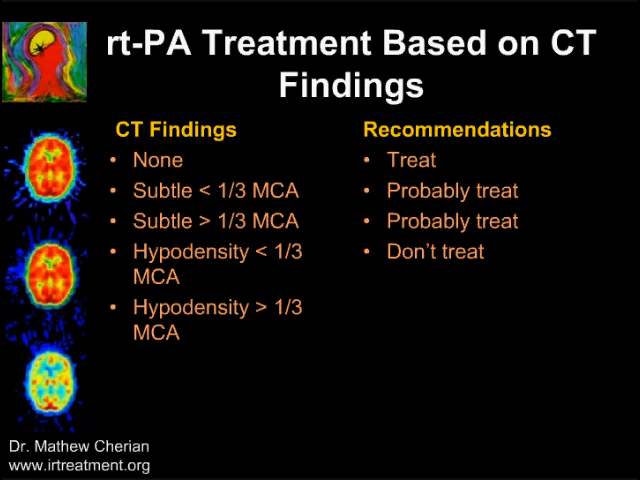 rt-PA Treatment Based on CT
Findings
CT Findings
• None
• Subtle < 1/3 MCA
• Subtle > 1/3 MCA
• Hypodensity < 1/3
MCA
• Hypodensity > 1/3
MCA
Recommendations
• Treat
• Probably treat
• Probably treat
• Don't treat
Dr. Mathew Cherian
www.irtreatment.org